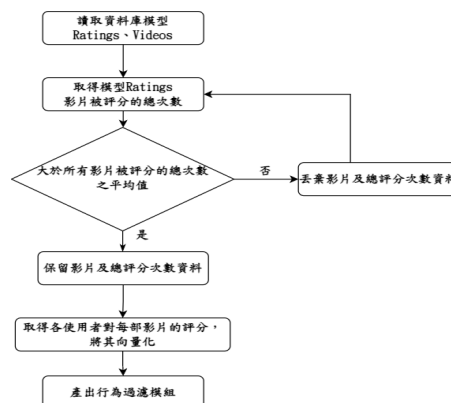 讀取資料庫模型
Ratings、Videos
取得模型Ratings
影片被評分的總次數
大於所有影片被評分的總次數
之平均值
否
丟棄影片及總評分次數資料
是
保留影片及總評分次數資料
取得各使用者對每部影片的評分，
將其向量化
產出行為過濾模組